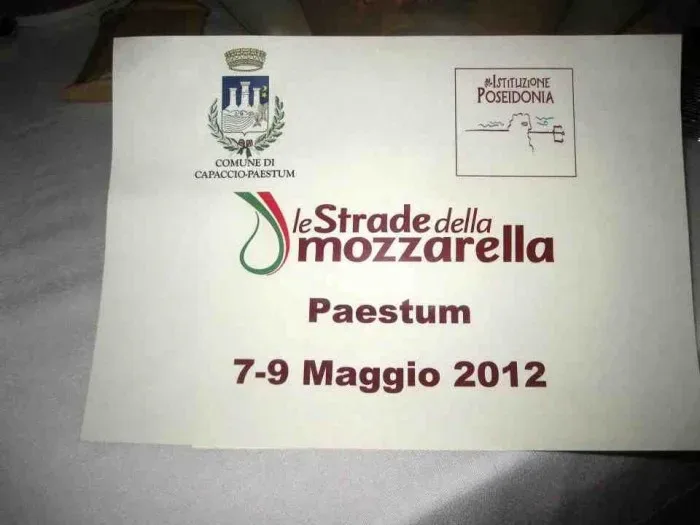 COMUNE DI
CAPACCIO-PAESTUM
#ISTITUZIONE
POSEIDONIA
le Strade della
mozzarella
Paestum
7-9 Maggio 2012